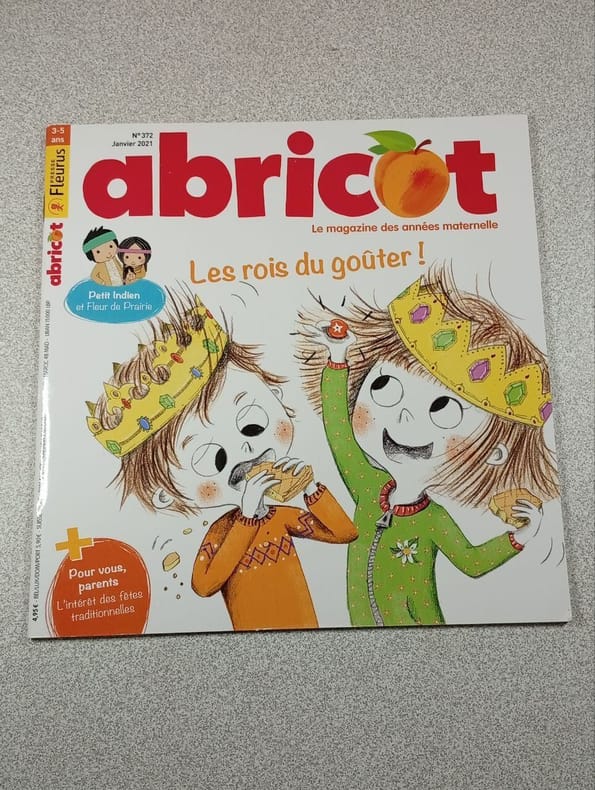 3-5
ans
PRESSE
Fleurus
abricot
N° 372
Janvier 2021
abricot
Le magazine des années maternelle
Les rois du goûter !
Petit Indien
et Fleur de Prairie
+
Pour vous,
parents
L'intérêt des fêtes
traditionnelles
4,95 €